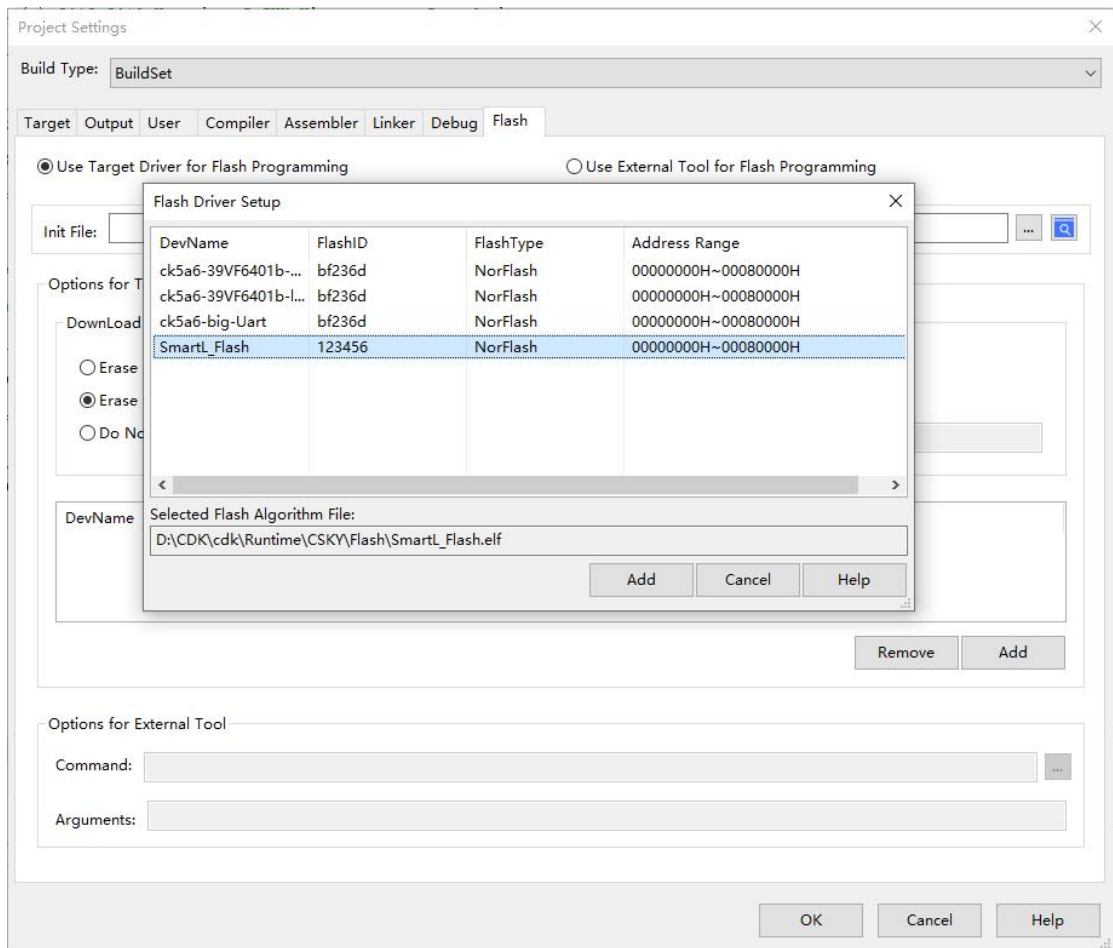 Project Settings
Build Type: BuildSet
Target Output User Compiler Assembler Linker Debug Flash
Use Target Driver for Flash Programming Use External Tool for Flash Programming
Flash Driver Setup
Init File: ...
DevName FlashID FlashType Address Range
ck5a6-39VF6401b-... bf236d NorFlash 00000000H~00080000H
Options for T
ck5a6-39VF6401b-l... bf236d NorFlash 00000000H~00080000H
DownLoad
ck5a6-big-Uart bf236d NorFlash 00000000H~00080000H
SmartL_Flash 123456 NorFlash 00000000H~00080000H
Erase
Erase
Do No
DevName
Selected Flash Algorithm File:
D:\CDK\cdk\Runtime\CSKY\Flash\SmartL_Flash.elf
Add Cancel Help
Remove Add
Options for External Tool
Command: ...
Arguments:
OK Cancel Help